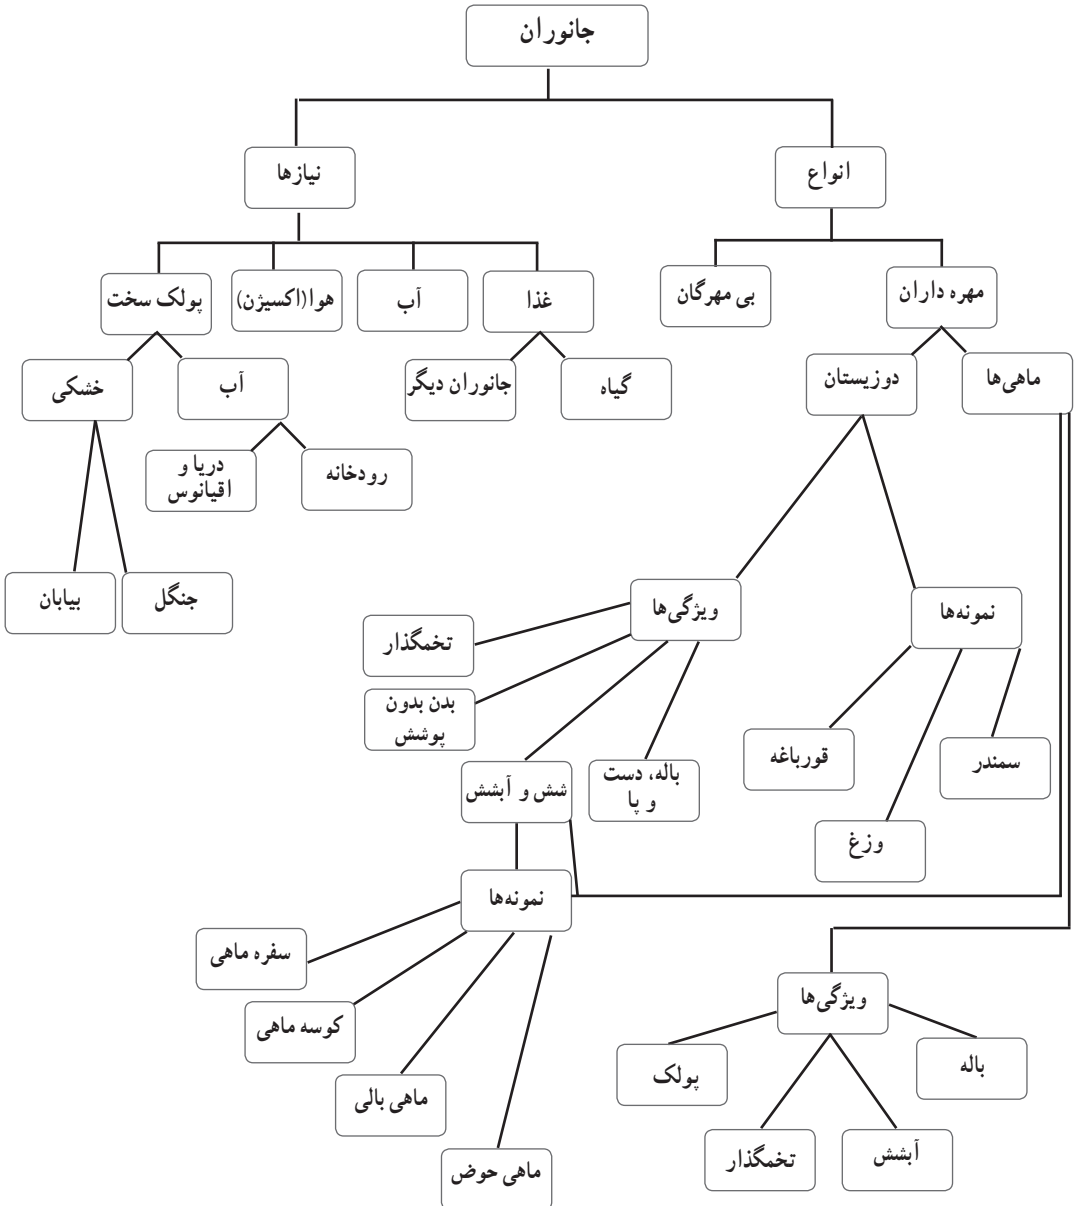 جانوران
انواع
نیازها
مهره داران
بی مهرگان
غذا
آب
هوا(اکسیژن)
پولک سخت
ماهی‌ها
دوزیستان
گیاه
جانوران دیگر
آب
خشکی
رودخانه
دریا و
اقیانوس
جنگل
بیابان
نمونه‌ها
ویژگی‌ها
تخمگذار
بدن بدون
پوشش
سمندر
قورباغه
وزغ
باله، دست
و پا
شش و آبشش
نمونه‌ها
سفره ماهی
کوسه ماهی
ماهی بالی
ماهی حوض
ویژگی‌ها
باله
پولک
آبشش
تخمگذار